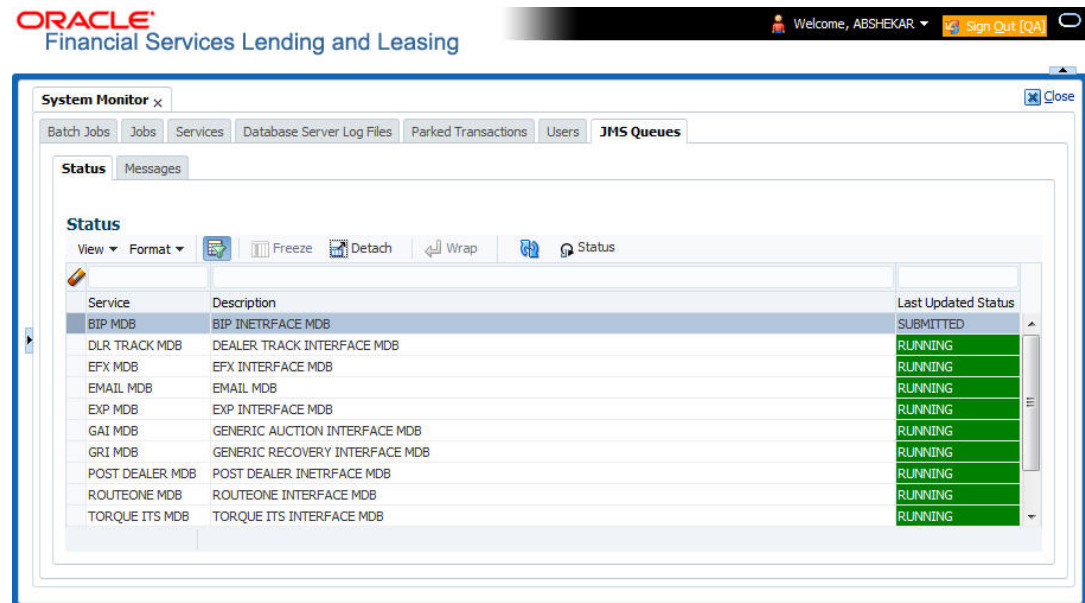 ORACLE
Financial Services Lending and Leasing
Welcome, ABSHEKAR
Sign Out [QA]
System Monitor x
Close
Batch Jobs Jobs Services Database Server Log Files Parked Transactions Users JMS Queues
Status Messages
Status
View Format Freeze Detach Wrap Status
Service Description Last Updated Status
BIP MDB BIP INETRFACE MDB SUBMITTED
DLR TRACK MDB DEALER TRACK INTERFACE MDB RUNNING
EFX MDB EFX INTERFACE MDB RUNNING
EMAIL MDB EMAIL MDB RUNNING
EXP MDB EXP INTERFACE MDB RUNNING
GAI MDB GENERIC AUCTION INTERFACE MDB RUNNING
GRI MDB GENERIC RECOVERY INTERFACE MDB RUNNING
POST DEALER MDB POST DEALER INETRFACE MDB RUNNING
ROUTEONE MDB ROUTEONE INTERFACE MDB RUNNING
TORQUE ITS MDB TORQUE ITS INTERFACE MDB RUNNING